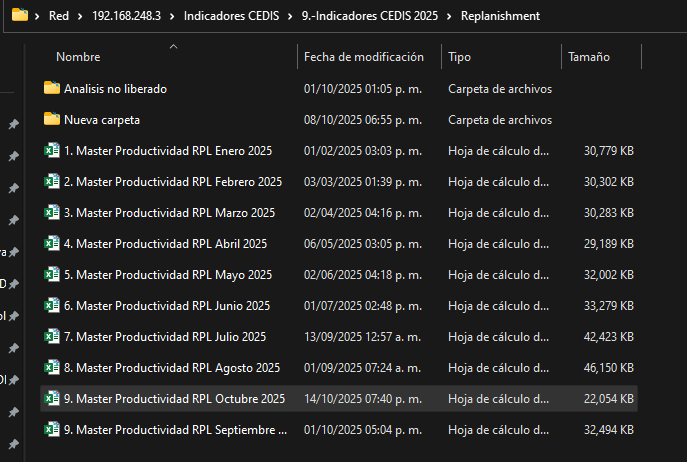 Red > 192.168.248.3 > Indicadores CEDIS > 9.-Indicadores CEDIS 2025 > Replanishment
Nombre Fecha de modificación Tipo Tamaño
Analisis no liberado 01/10/2025 01:05 p. m. Carpeta de archivos
Nueva carpeta 08/10/2025 06:55 p. m. Carpeta de archivos
1. Master Productividad RPL Enero 2025 01/02/2025 03:03 p. m. Hoja de cálculo d... 30,779 KB
2. Master Productividad RPL Febrero 2025 03/03/2025 01:39 p. m. Hoja de cálculo d... 30,302 KB
3. Master Productividad RPL Marzo 2025 02/04/2025 04:16 p. m. Hoja de cálculo d... 30,283 KB
4. Master Productividad RPL Abril 2025 06/05/2025 03:05 p. m. Hoja de cálculo d... 29,189 KB
5. Master Productividad RPL Mayo 2025 02/06/2025 04:18 p. m. Hoja de cálculo d... 32,002 KB
6. Master Productividad RPL Junio 2025 01/07/2025 02:48 p. m. Hoja de cálculo d... 33,279 KB
7. Master Productividad RPL Julio 2025 13/09/2025 12:57 a. m. Hoja de cálculo d... 42,423 KB
8. Master Productividad RPL Agosto 2025 01/09/2025 07:24 a. m. Hoja de cálculo d... 46,150 KB
9. Master Productividad RPL Octubre 2025 14/10/2025 07:40 p. m. Hoja de cálculo d... 22,054 KB
9. Master Productividad RPL Septiembre ... 01/10/2025 05:04 p. m. Hoja de cálculo d... 32,494 KB